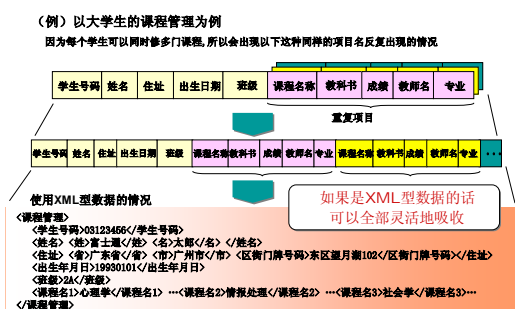 （例）以大学生的课程管理为例
因为每个学生可以同时修多门课程,所以会出现以下这种同样的项目名反复出现的情况
学生号码 姓名 住址 出生日期 班级 课程名称 教科书 成绩 教师名 专业
重复项目
学生号码 姓名 住址 出生日期 班级 课程名称 教科书 成绩 教师名 专业 课程名称 教科书 成绩 教师名 专业 ···
使用XML型数据的情况
如果是XML型数据的话
可以全部灵活地吸收
<课程管理>
<学生号码>03123456</学生号码>
<姓名> <姓>富士通</姓> <名>太郎</名> </姓名>
<住址> <省>广东省</省> <市>广州市</市> <区街门牌号码>东区望月湖102</区街门牌号码></住址>
<出生年月日>19930101</出生年月日>
<班级>2A</班级>
<课程名1>心理学</课程名1> …<课程名2>情报处理</课程名2> …<课程名3>社会学</课程名3>…
</课程管理>